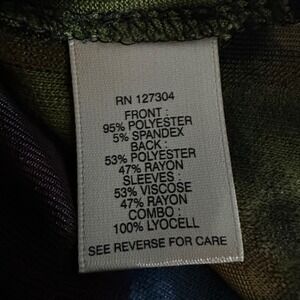 RN 127304
FRONT :
95% POLYESTER
5% SPANDEX
BACK :
53% POLYESTER
47% RAYON
SLEEVES :
53% VISCOSE
47% RAYON
COMBO :
100% LYOCELL
SEE REVERSE FOR CARE